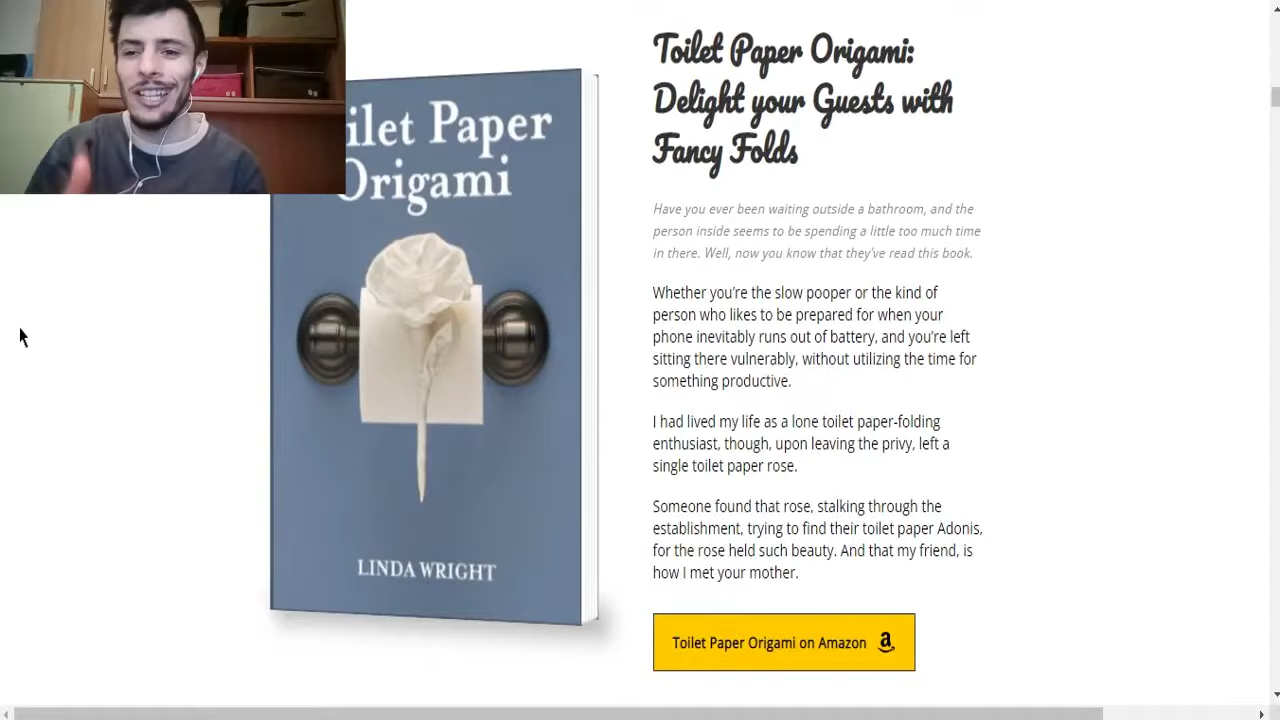 Toilet Paper Origami:
Delight your Guests with
Fancy Folds
Have you ever been waiting outside a bathroom, and the
person inside seems to be spending a little too much time
in there. Well, now you know that they've read this book.
Whether you're the slow pooper or the kind of
person who likes to be prepared for when your
phone inevitably runs out of battery, and you're left
sitting there vulnerably, without utilizing the time for
something productive.
I had lived my life as a lone toilet paper-folding
enthusiast, though, upon leaving the privy, left a
single toilet paper rose.
Someone found that rose, stalking through the
establishment, trying to find their toilet paper Adonis,
for the rose held such beauty. And that my friend, is
how I met your mother.
Toilet Paper Origami on Amazon
ilet Paper
Origami
LINDA WRIGHT